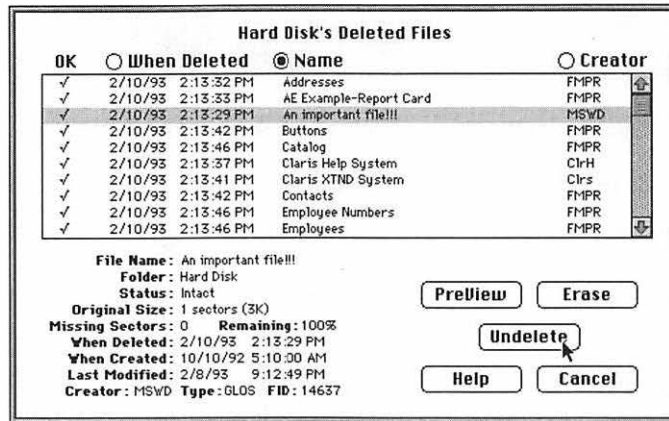 Hard Disk's Deleted Files
OK When Deleted Name Creator
✓ 2/10/93 2:13:32 PM Addresses FMPR
✓ 2/10/93 2:13:33 PM AE Example-Report Card FMPR
✓ 2/10/93 2:13:29 PM An important file!!! MSWD
✓ 2/10/93 2:13:42 PM Buttons FMPR
✓ 2/10/93 2:13:46 PM Catalog FMPR
✓ 2/10/93 2:13:37 PM Claris Help System ClrH
✓ 2/10/93 2:13:41 PM Claris XTND System Clrs
✓ 2/10/93 2:13:42 PM Contacts FMPR
✓ 2/10/93 2:13:46 PM Employee Numbers FMPR
✓ 2/10/93 2:13:46 PM Employees FMPR
File Name: An important file!!!
Folder: Hard Disk
Status: Intact
Original Size: 1 sectors (3K)
Missing Sectors: 0 Remaining: 100%
When Deleted: 2/10/93 2:13:29 PM
When Created: 10/10/92 5:10:00 AM
Last Modified: 2/8/93 9:12:49 PM
Creator: MSWD Type: GLOS FID: 14637
PreView Erase
Undelete
Help Cancel